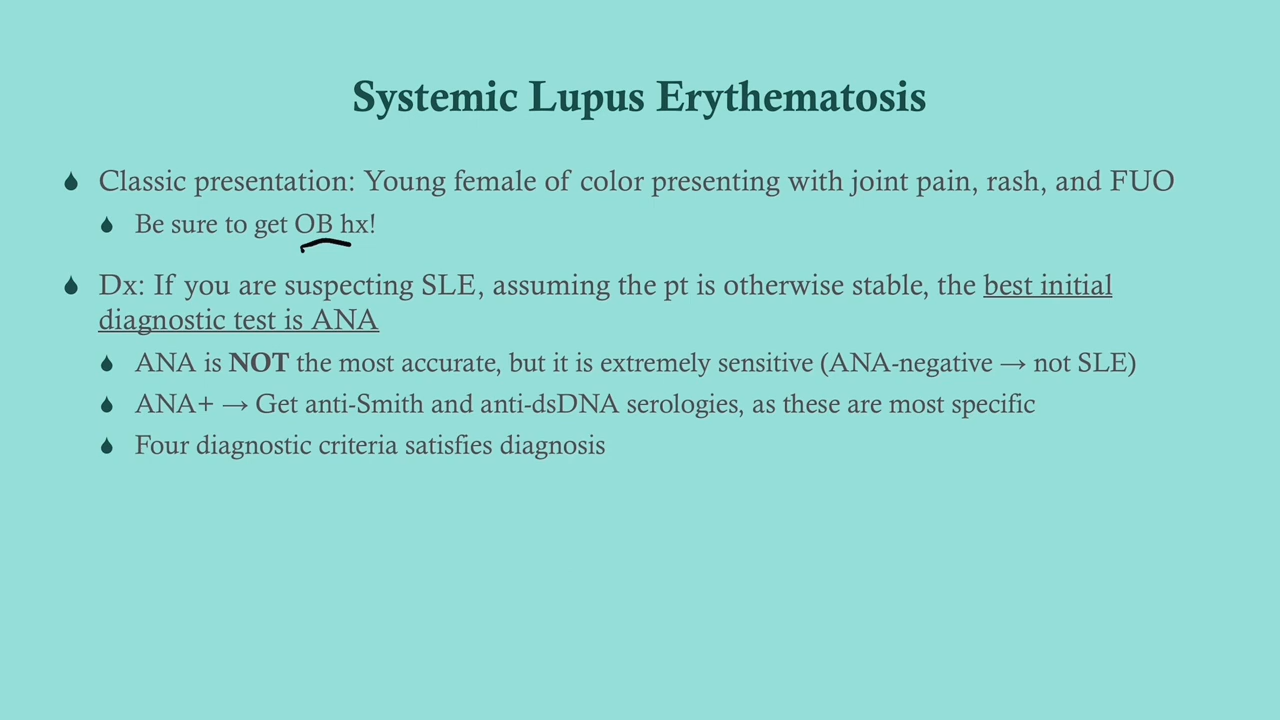 Systemic Lupus Erythematosis
Classic presentation: Young female of color presenting with joint pain, rash, and FUO
Be sure to get OB hx!
Dx: If you are suspecting SLE, assuming the pt is otherwise stable, the best initial
diagnostic test is ANA
ANA is NOT the most accurate, but it is extremely sensitive (ANA-negative → not SLE)
ANA+ → Get anti-Smith and anti-dsDNA serologies, as these are most specific
Four diagnostic criteria satisfies diagnosis